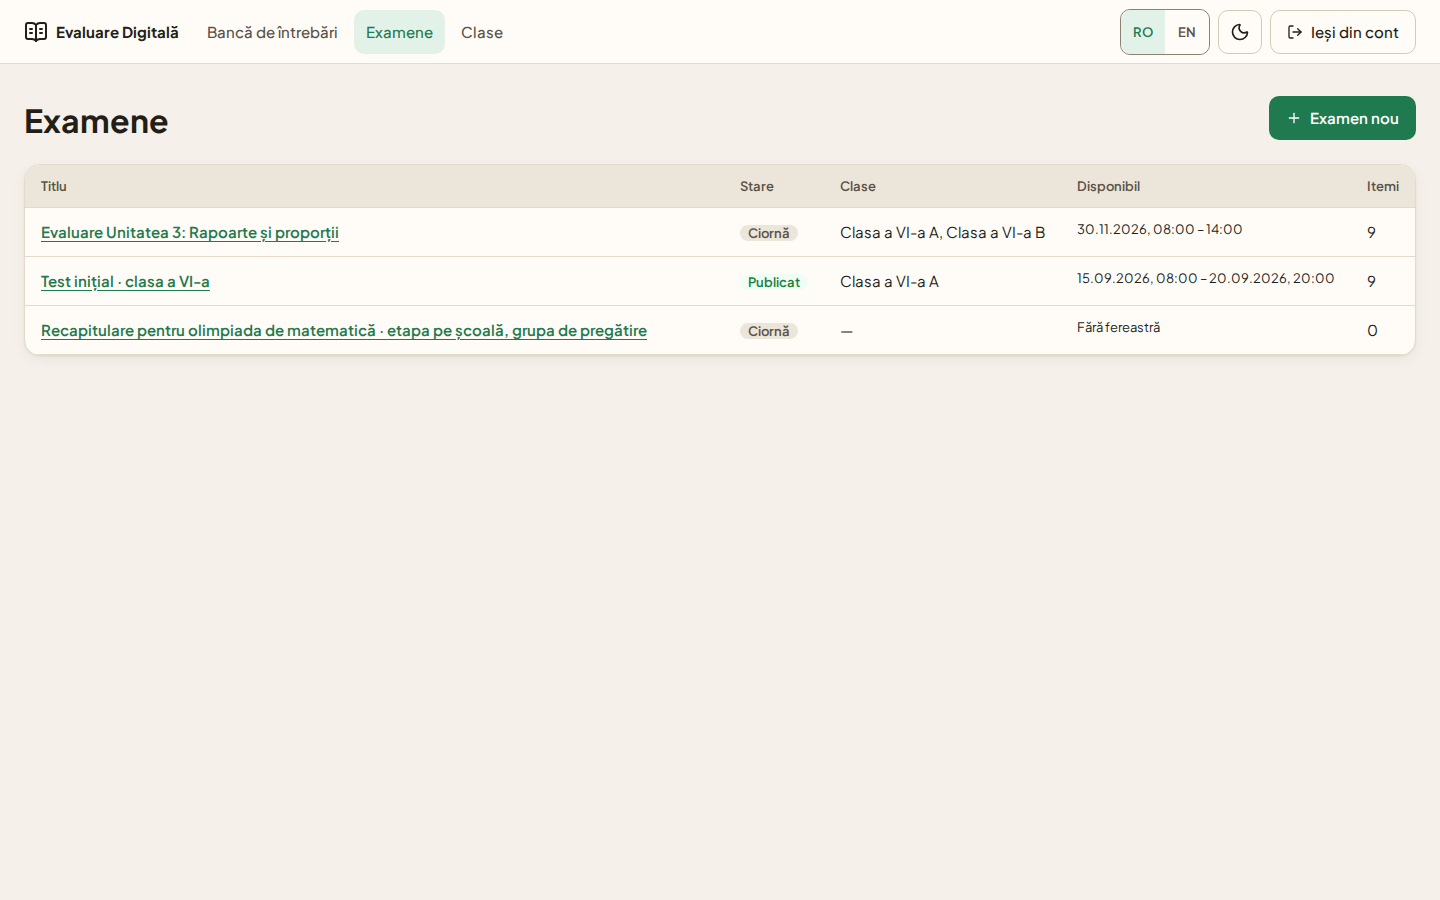 Evaluare Digitală Bancă de întrebări Examene Clase RO EN Ieși din cont
Examene + Examen nou
Titlu Stare Clase Disponibil Itemi
Evaluare Unitatea 3: Rapoarte și proporții Ciornă Clasa a VI-a A, Clasa a VI-a B 30.11.2026, 08:00 – 14:00 9
Test inițial · clasa a VI-a Publicat Clasa a VI-a A 15.09.2026, 08:00 – 20.09.2026, 20:00 9
Recapitulare pentru olimpiada de matematică · etapa pe școală, grupa de pregătire Ciornă — Fără fereastră 0